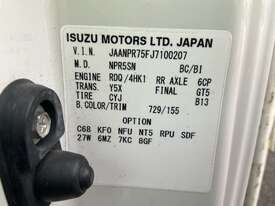 ISUZU MOTORS LTD. JAPAN
V.I.N. JAANPR75FJ7100207
M.D. NPR5SN BC/BI
ENGINE RDQ/4HK1 RR AXLE 6CP
TRANS. Y5X FINAL GT5
TIRE CYJ B13
B.COLOR/TRIM 729/155
OPTION
C68 KFO NFU NT5 RPU SDF
27W 6MZ 7KC 8GF